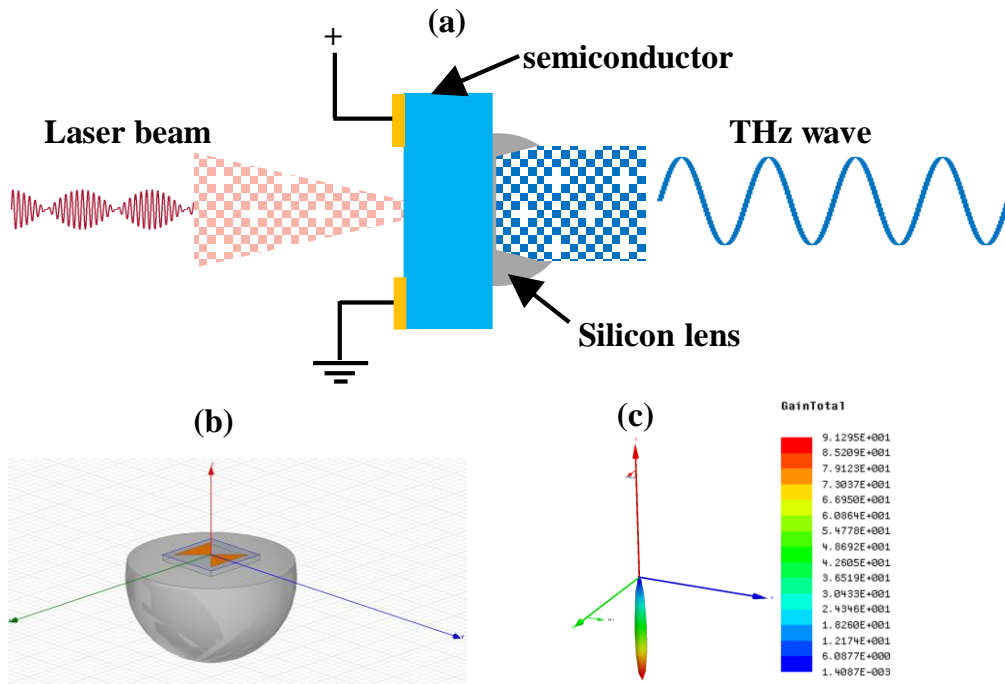 (a)
+
semiconductor
Laser beam
THz wave
Silicon lens
(b)
(c)
GainTotal
9.1295E+001
8.5209E+001
7.9123E+001
7.3037E+001
6.6950E+001
6.0864E+001
5.4778E+001
4.8692E+001
4.2605E+001
3.6519E+001
3.0433E+001
2.4346E+001
1.8260E+001
1.2174E+001
6.0877E+000
1.4087E-003